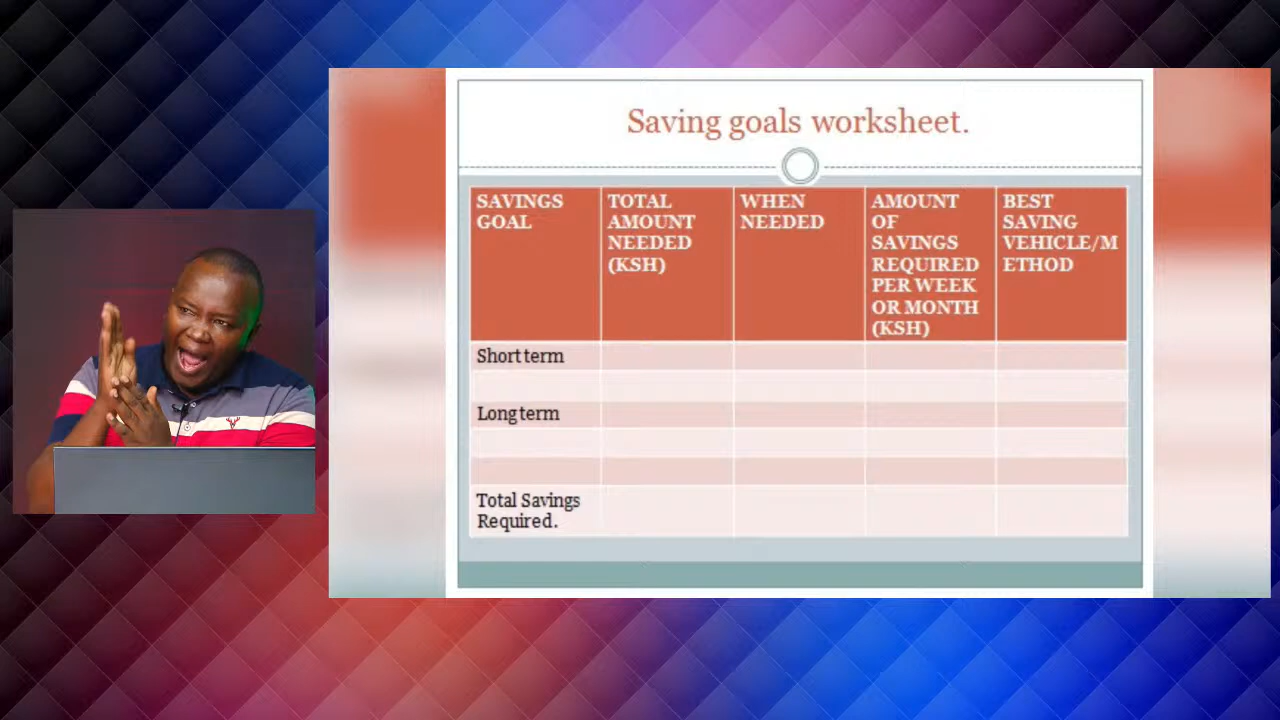 Saving goals worksheet.
SAVINGS
GOAL
TOTAL
AMOUNT
NEEDED
(KSH)
WHEN
NEEDED
AMOUNT
OF
SAVINGS
REQUIRED
PER WEEK
OR MONTH
(KSH)
BEST
SAVING
VEHICLE/M
ETHOD
Short term
Long term
Total Savings
Required.